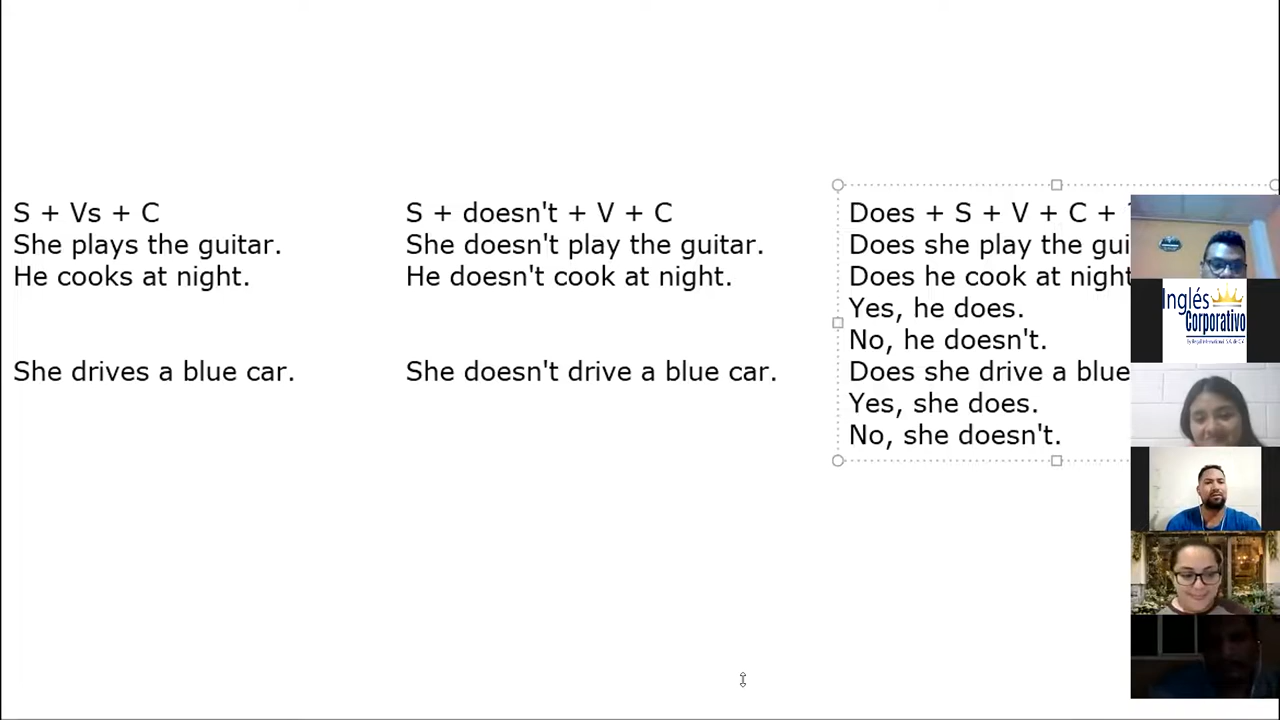 S + Vs + C
She plays the guitar.
He cooks at night.
She drives a blue car.
S + doesn't + V + C
She doesn't play the guitar.
He doesn't cook at night.
She doesn't drive a blue car.
Does + S + V + C +
Does she play the
Does he cook at night
Yes, he does.
No, he doesn't.
Does she drive a blue
Yes, she does.
No, she doesn't.
Inglés
Corporativo